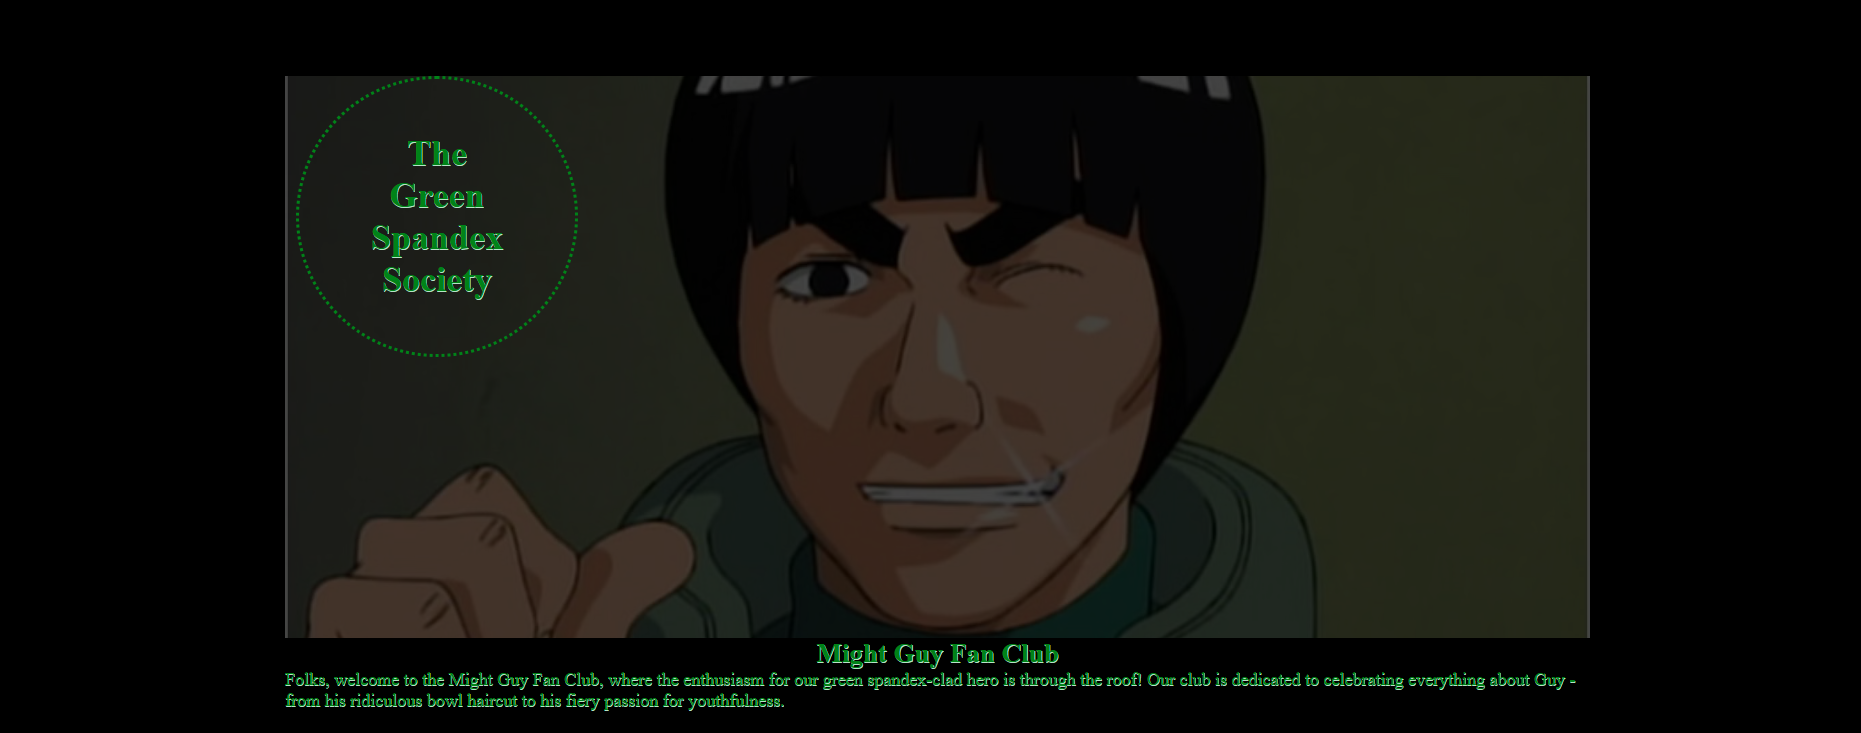 The
Green
Spandex
Society
Might Guy Fan Club
Folks, welcome to the Might Guy Fan Club, where the enthusiasm for our green spandex-clad hero is through the roof! Our club is dedicated to celebrating everything about Guy -
from his ridiculous bowl haircut to his fiery passion for youthfulness.